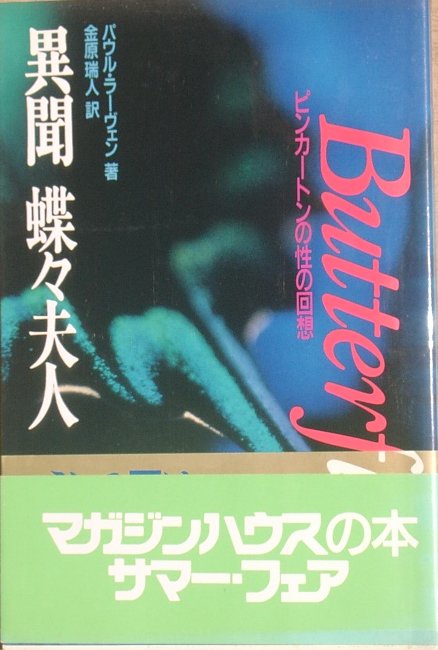 異聞 蝶々夫人
パウル・ラーヴェン 著
金原瑞人 訳
Butterf
ピンカートンの性の回想
マガジンハウスの本
サマー・フェア